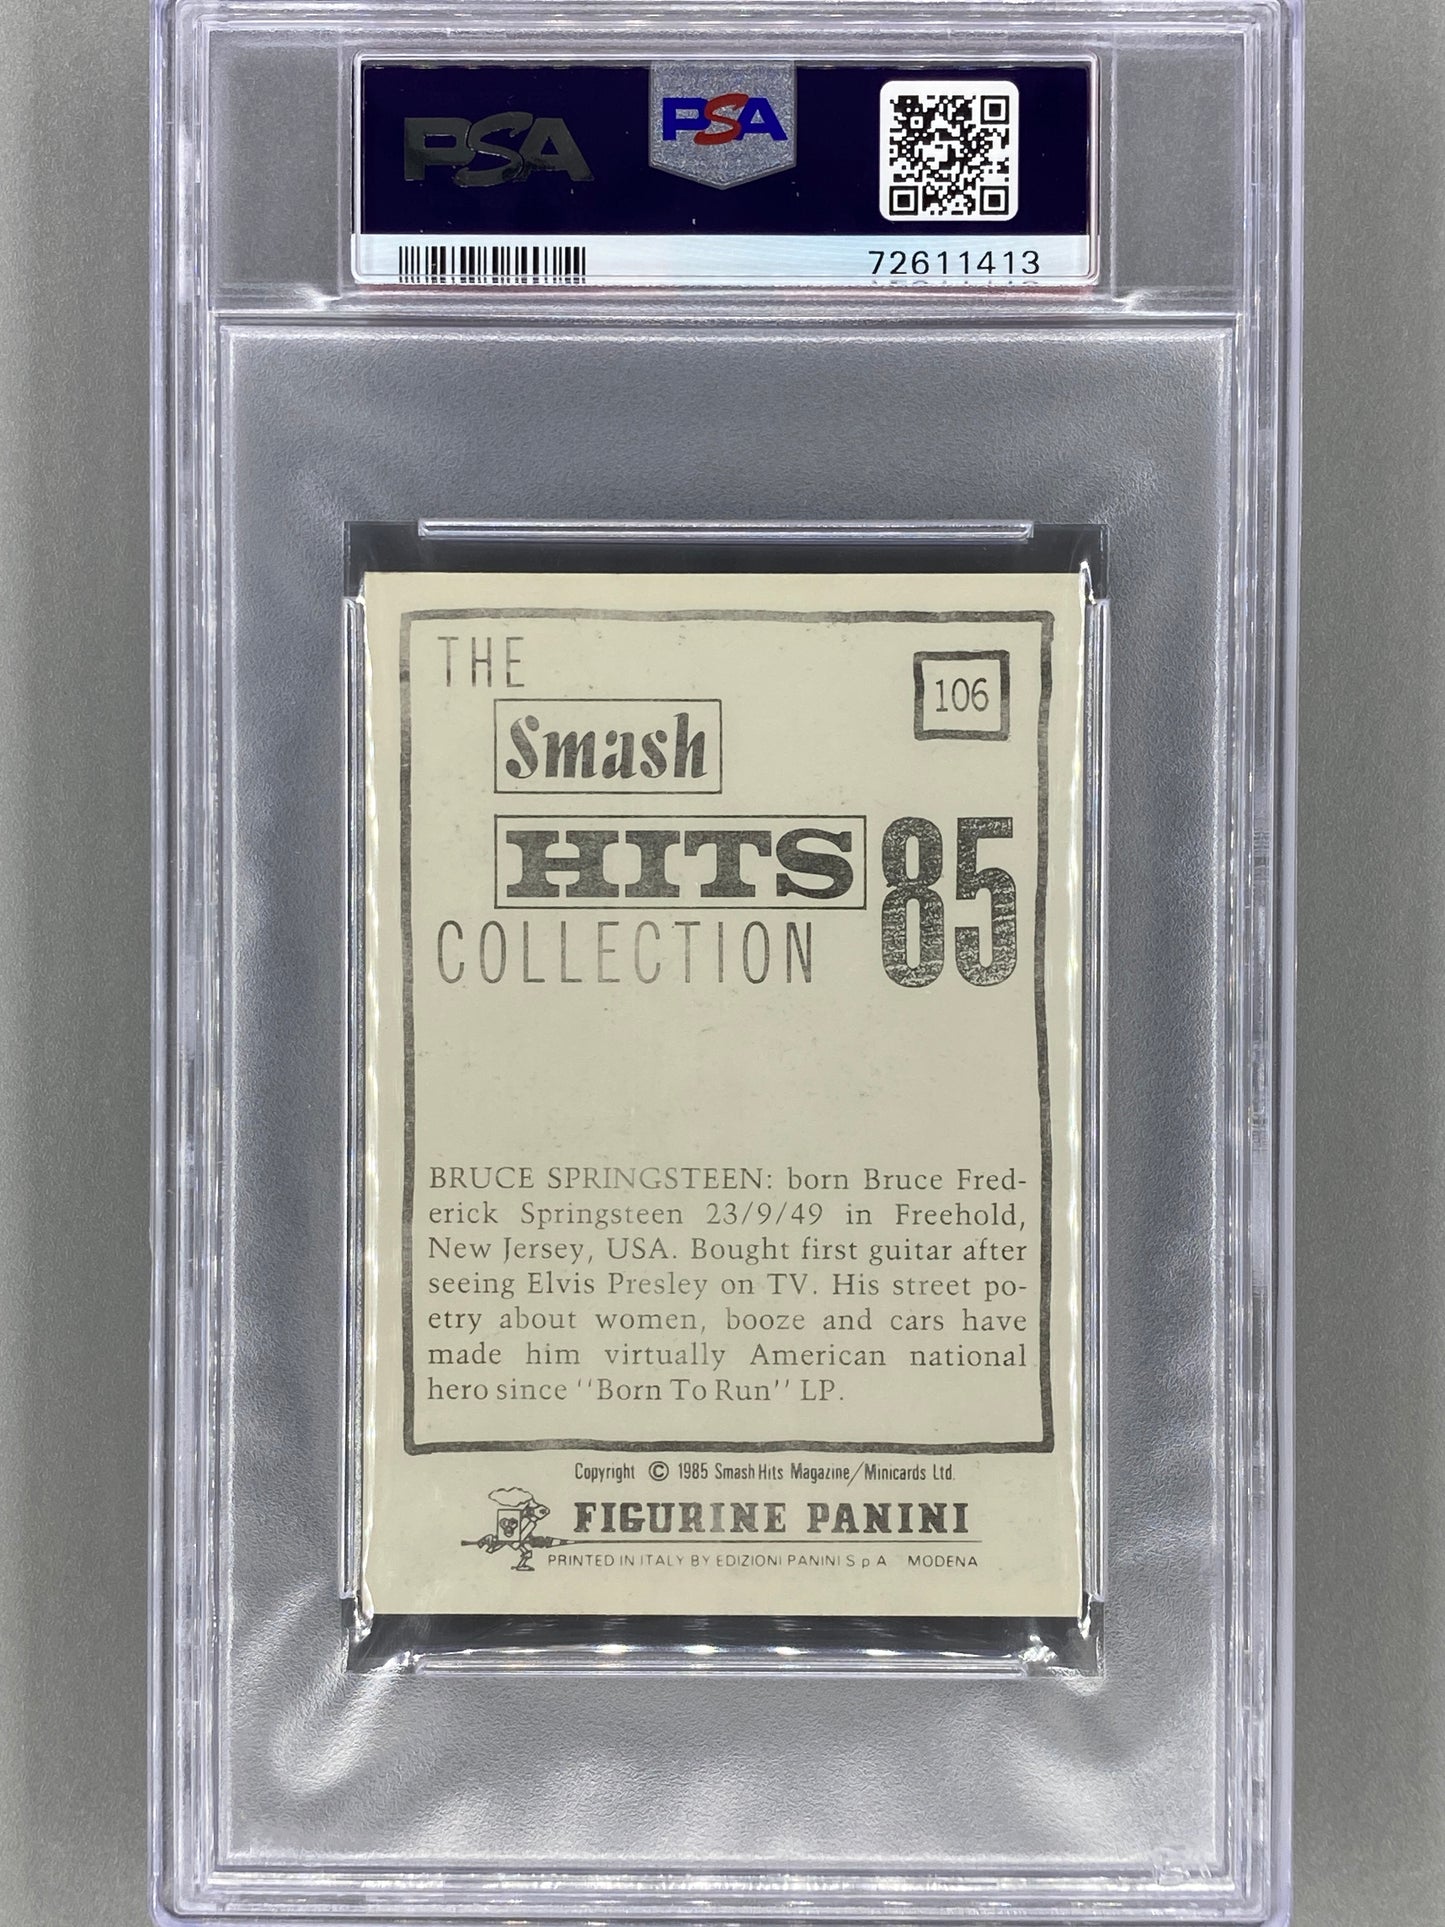 PSA
PSA
72611413
THE
106
Smash
HITS 85
COLLECTION
BRUCE SPRINGSTEEN: born Bruce Fred-
erick Springsteen 23/9/49 in Freehold,
New Jersey, USA. Bought first guitar after
seeing Elvis Presley on TV. His street po-
etry about women, booze and cars have
made him virtually American national
hero since ''Born To Run'' LP.
Copyright © 1985 Smash Hits Magazine/Minicards Ltd.
FIGURINE PANINI
PRINTED IN ITALY BY EDIZIONI PANINI S p A MODENA